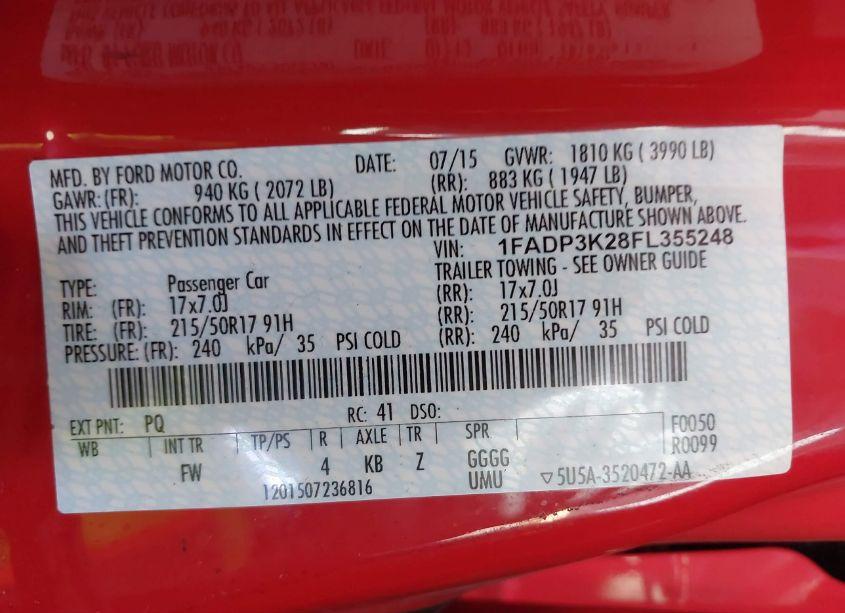 MFD. BY FORD MOTOR CO. DATE: 07/15 GVWR: 1810 KG ( 3990 LB)
GAWR: (FR): 940 KG ( 2072 LB) (RR): 883 KG ( 1947 LB)
THIS VEHICLE CONFORMS TO ALL APPLICABLE FEDERAL MOTOR VEHICLE SAFETY, BUMPER,
AND THEFT PREVENTION STANDARDS IN EFFECT ON THE DATE OF MANUFACTURE SHOWN ABOVE.
VIN: 1FADP3K28FL355248
TYPE: Passenger Car TRAILER TOWING - SEE OWNER GUIDE
RIM: (FR): 17x7.0J (RR): 17x7.0J
TIRE: (FR): 215/50R17 91H (RR): 215/50R17 91H
PRESSURE: (FR): 240 kPa/ 35 PSI COLD (RR): 240 kPa/ 35 PSI COLD
EXT PNT: PQ RC: 41 DSO: F0050
WB INT TR TP/PS R AXLE TR SPR R0099
FW 4 KB Z GGGG
1201507236816 UMU ▽5U5A-3520472-AA